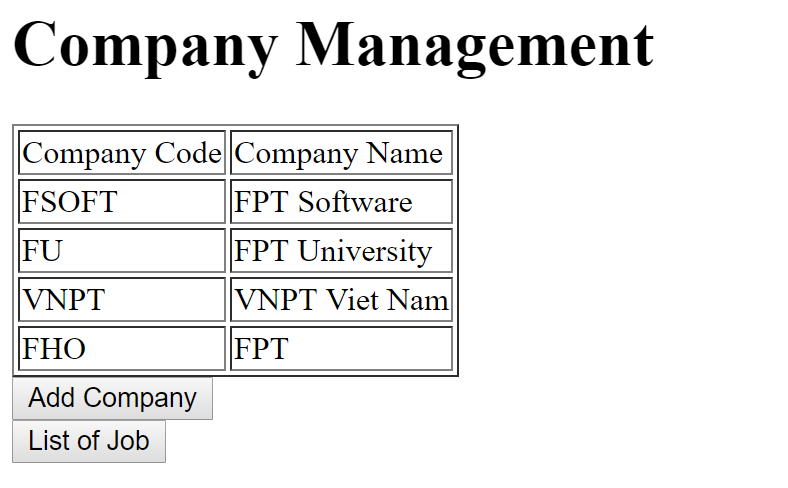 Company Management
Company Code Company Name
FSOFT FPT Software
FU FPT University
VNPT VNPT Viet Nam
FHO FPT
Add Company
List of Job